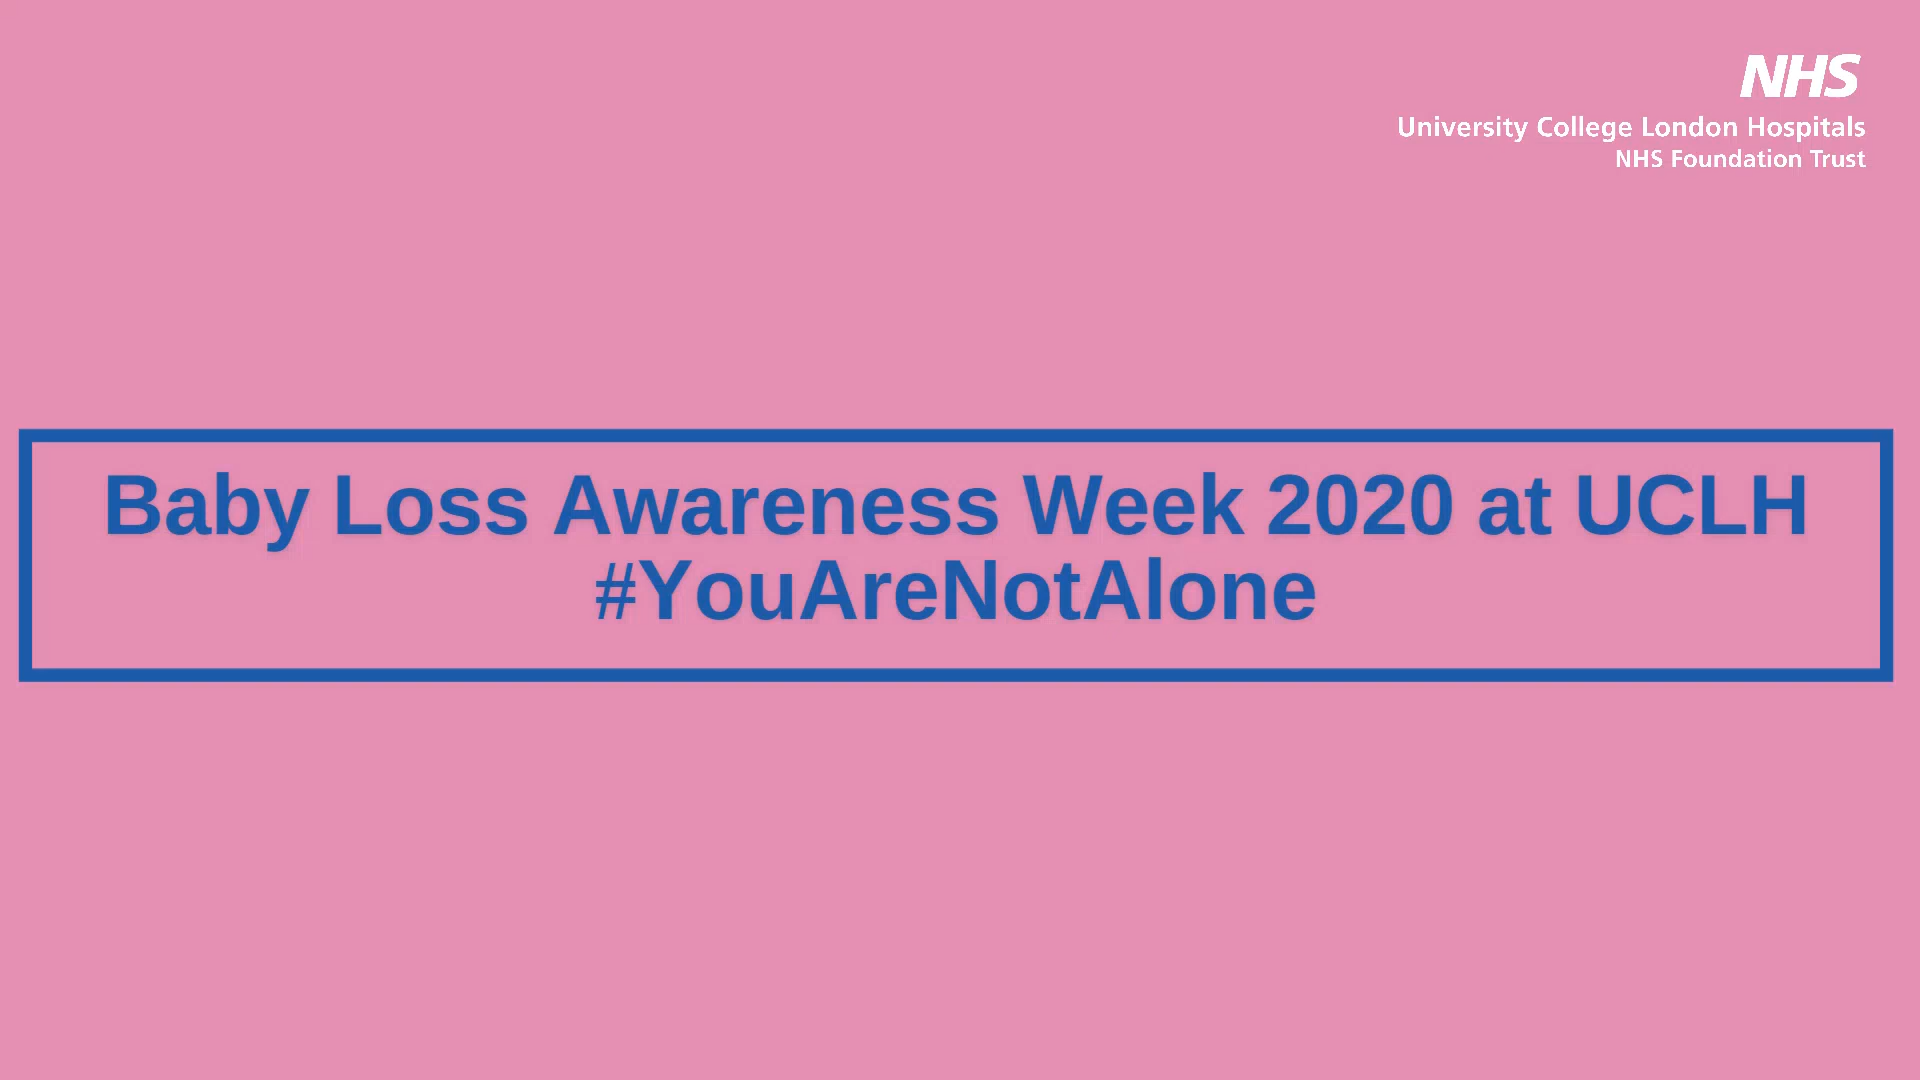 NHS
University College London Hospitals
NHS Foundation Trust
Baby Loss Awareness Week 2020 at UCLH
#YouAreNotAlone